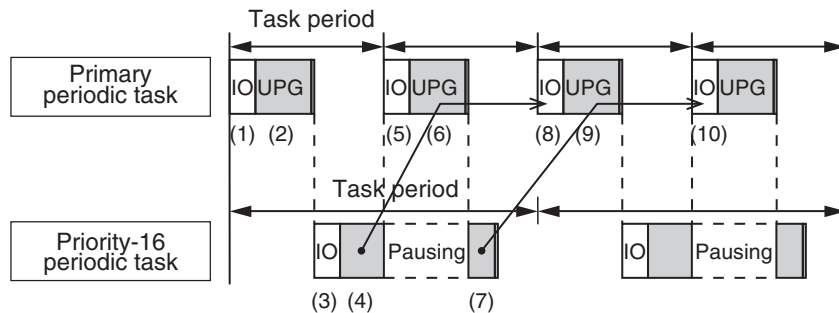 Task period
Primary
periodic task
IO UPG IO UPG IO UPG IO UPG
(1) (2) (5) (6) (8) (9) (10)
Task period
Priority-16
periodic task
IO Pausing IO Pausing
(3) (4) (7)